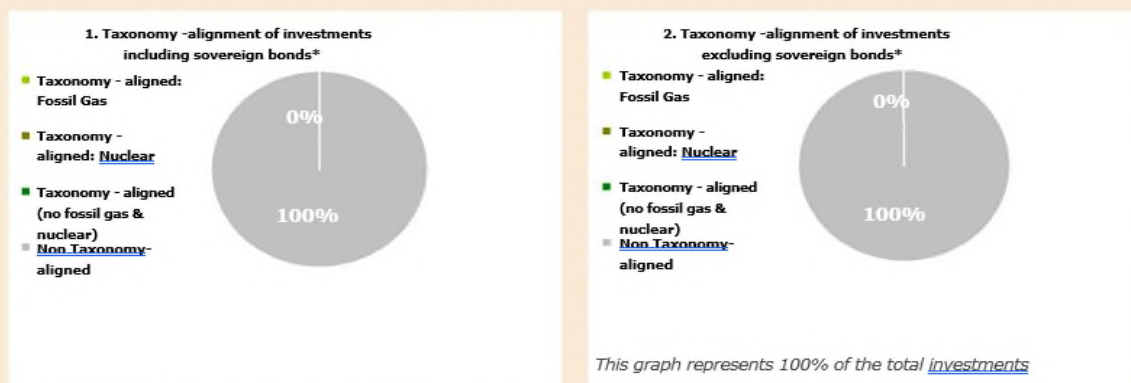 1. Taxonomy -alignment of investments
including sovereign bonds*
Taxonomy - aligned:
Fossil Gas
Taxonomy -
aligned: Nuclear
Taxonomy - aligned
(no fossil gas &
nuclear)
Non Taxonomy-
aligned
0%
100%
2. Taxonomy -alignment of investments
excluding sovereign bonds*
Taxonomy - aligned:
Fossil Gas
Taxonomy -
aligned: Nuclear
Taxonomy - aligned
(no fossil gas &
nuclear)
Non Taxonomy-
aligned
0%
100%
This graph represents 100% of the total investments